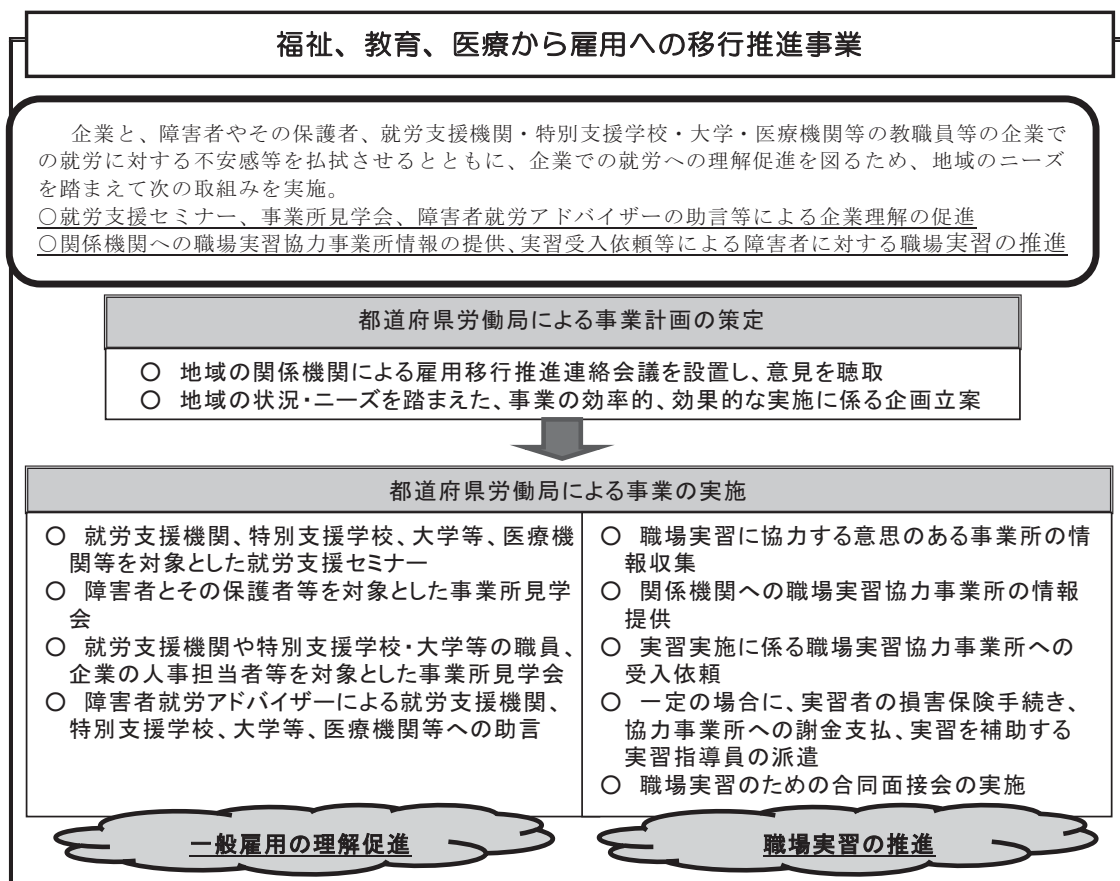 福祉、教育、医療から雇用への移行推進事業
企業と、障害者やその保護者、就労支援機関・特別支援学校・大学・医療機関等の教職員等の企業で
の就労に対する不安感等を払拭させるとともに、企業での就労への理解促進を図るため、地域のニーズ
を踏まえて次の取組みを実施。
○就労支援セミナー、事業所見学会、障害者就労アドバイザーの助言等による企業理解の促進
○関係機関への職場実習協力事業所情報の提供、実習受入依頼等による障害者に対する職場実習の推進
都道府県労働局による事業計画の策定
○ 地域の関係機関による雇用移行推進連絡会議を設置し、意見を聴取
○ 地域の状況・ニーズを踏まえた、事業の効率的、効果的な実施に係る企画立案
都道府県労働局による事業の実施
○ 就労支援機関、特別支援学校、大学等、医療機
関等を対象とした就労支援セミナー
○ 障害者とその保護者等を対象とした事業所見学
会
○ 就労支援機関や特別支援学校・大学等の職員、
企業の人事担当者等を対象とした事業所見学会
○ 障害者就労アドバイザーによる就労支援機関、
特別支援学校、大学等、医療機関等への助言
○ 職場実習に協力する意思のある事業所の情
報収集
○ 関係機関への職場実習協力事業所の情報
提供
○ 実習実施に係る職場実習協力事業所への
受入依頼
○ 一定の場合に、実習者の損害保険手続き、
協力事業所への謝金支払、実習を補助する
実習指導員の派遣
○ 職場実習のための合同面接会の実施
一般雇用の理解促進
職場実習の推進